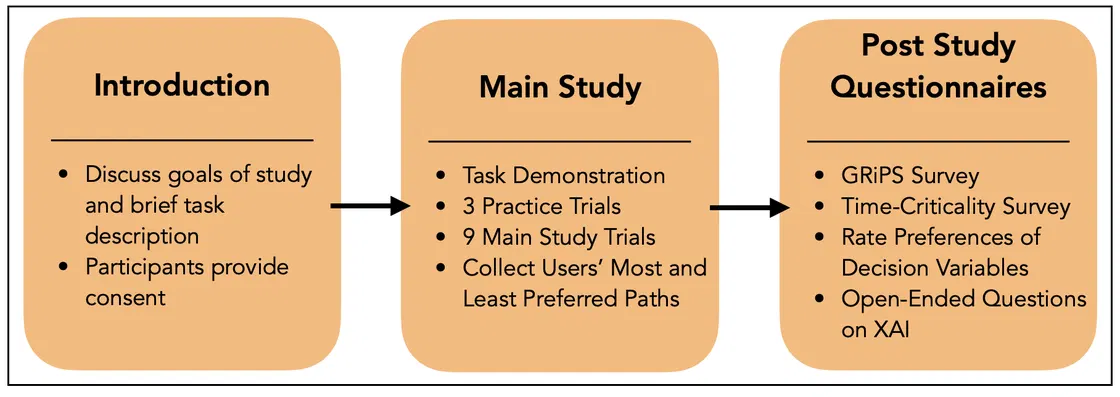 Introduction
• Discuss goals of study
and brief task
description
• Participants provide
consent
Main Study
• Task Demonstration
• 3 Practice Trials
• 9 Main Study Trials
• Collect Users’ Most and
Least Preferred Paths
Post Study
Questionnaires
• GRiPS Survey
• Time-Criticality Survey
• Rate Preferences of
Decision Variables
• Open-Ended Questions
on XAI